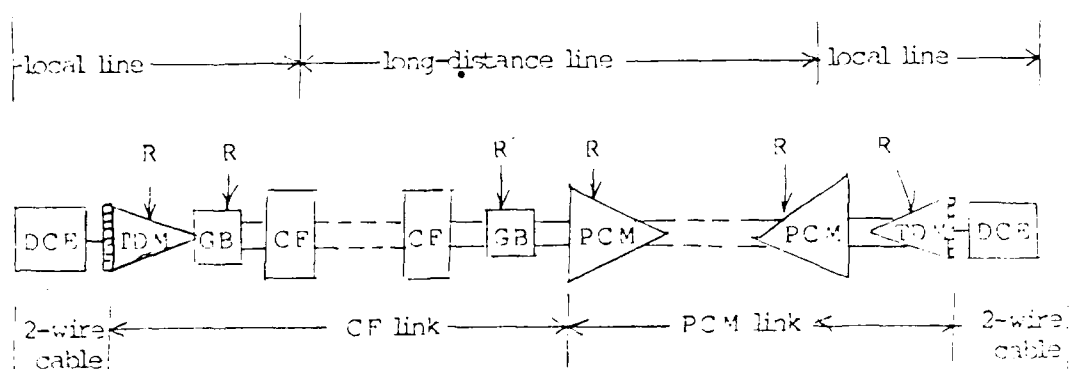 local line long-distance line local line
R R R R R R
DCE TDM GB CF CF GB PCM PCM TDM DCE
2-wire CF link PCM link 2-wire
cable cable